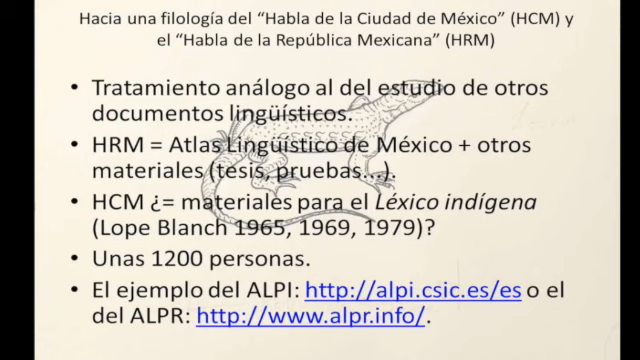 Hacia una filología del “Habla de la Ciudad de México” (HCM) y
el “Habla de la República Mexicana” (HRM)
• Tratamiento análogo al del estudio de otros
documentos lingüísticos.
• HRM = Atlas Lingüístico de México + otros
materiales (tesis, pruebas...).
• HCM ¿= materiales para el Léxico indígena
(Lope Blanch 1965, 1969, 1979)?
• Unas 1200 personas.
• El ejemplo del ALPI: http://alpi.csic.es/es o el
del ALPR: http://www.alpr.info/.